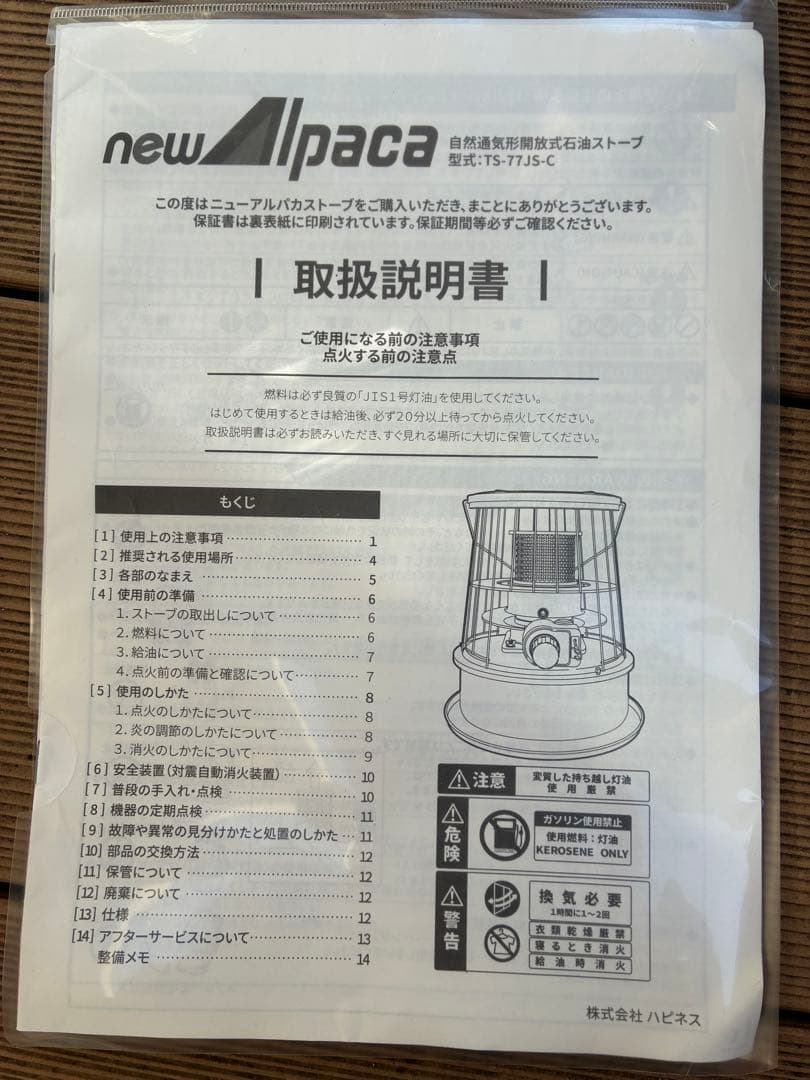 new Alpaca
自然通気形開放式石油ストーブ
型式:TS-77JS-C
この度はニューアルパカストーブをご購入いただき、まことにありがとうございます。
保証書は裏表紙に印刷されています。保証期間等必ずご確認ください。
取扱説明書
ご使用になる前の注意事項
点火する前の注意点
燃料は必ず良質の「JIS1号灯油」を使用してください。
はじめて使用するときは給油後、必ず20分以上待ってから点火してください。
取扱説明書は必ずお読みいただき、すぐ見れる場所に大切に保管してください。
もくじ
[1] 使用上の注意事項 1
[2] 推奨される使用場所 4
[3] 各部のなまえ 5
[4] 使用前の準備 6
1. ストーブの取出しについて 6
2. 燃料について 6
3. 給油について 7
4. 点火前の準備と確認について 7
[5] 使用のしかた 8
1. 点火のしかたについて 8
2. 炎の調節のしかたについて 8
3. 消火のしかたについて 9
[6] 安全装置(対震自動消火装置) 10
[7] 普段の手入れ・点検 10
[8] 機器の定期点検 11
[9] 故障や異常の見分けかたと処置のしかた 11
[10] 部品の交換方法 12
[11] 保管について 12
[12] 廃棄について 12
[13] 仕様 12
[14] アフターサービスについて 13
整備メモ 14
注意
変質した持ち越し灯油
使用厳禁
危険
ガソリン使用禁止
使用燃料:灯油
KEROSENE ONLY
警告
換気必要
1時間に1~2回
衣類乾燥厳禁
寝るとき消火
給油時消火
株式会社 ハピネス